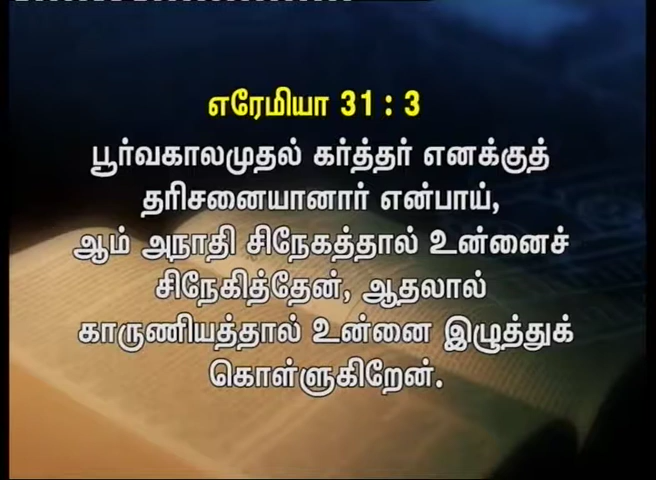 எரேமியா 31 : 3
பூர்வகாலமுதல் கர்த்தர் எனக்குத்
தரிசனையானார் என்பாய்,
ஆம் அநாதி சிநேகத்தால் உன்னைச்
சிநேகித்தேன், ஆதலால்
காருணியத்தால் உன்னை இழுத்துக்
கொள்ளுகிறேன்.